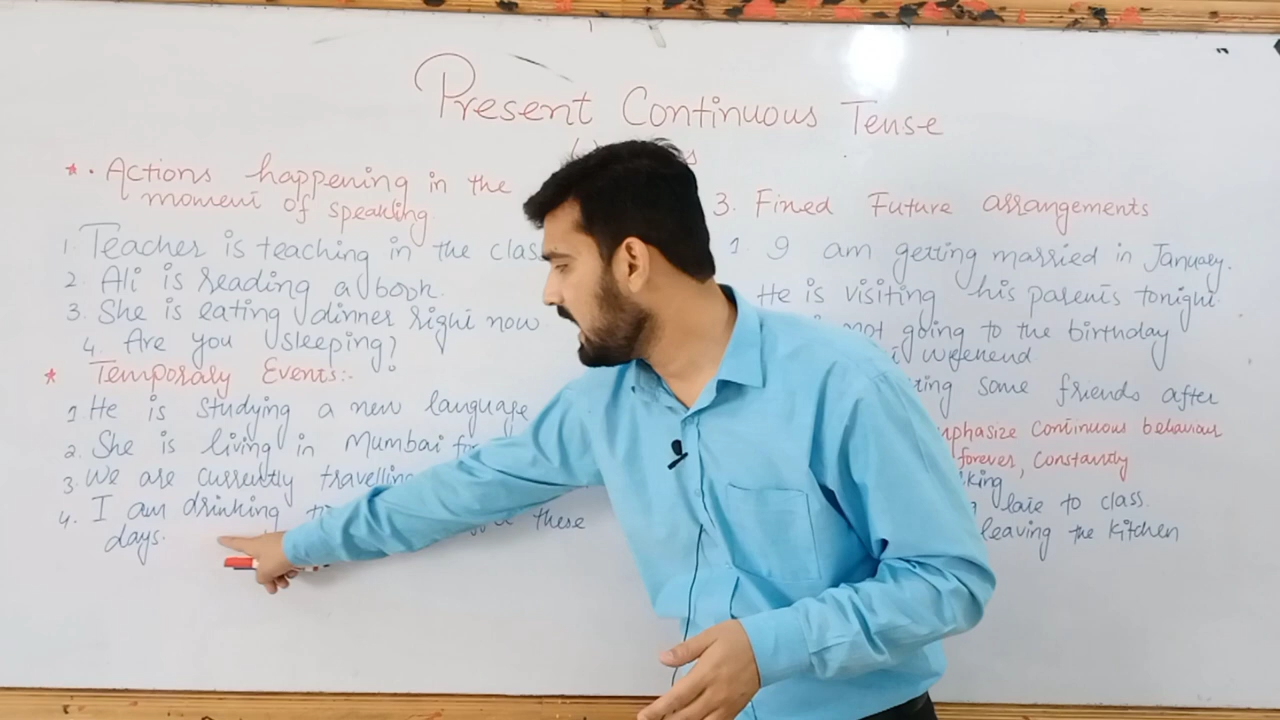 Present Continuous Tense
* . Actions happening in the
moment of speaking
1. Teacher is teaching in the
2. Ali is reading a book.
3. She is eating dinner right now
4. Are you sleeping?
* Temporary Events:-
1 He is studying a new language
2. She is living in Mumbai
3. We are currently travelling
4. I am drinking these
days.
3. Fixed Future arrangements
1. I am getting married in January.
He is visiting his parents tonight.
not going to the birthday
weekend
some friends after
Continuous behaviour
forever, Constantly
late to class.
leaving the Kitchen